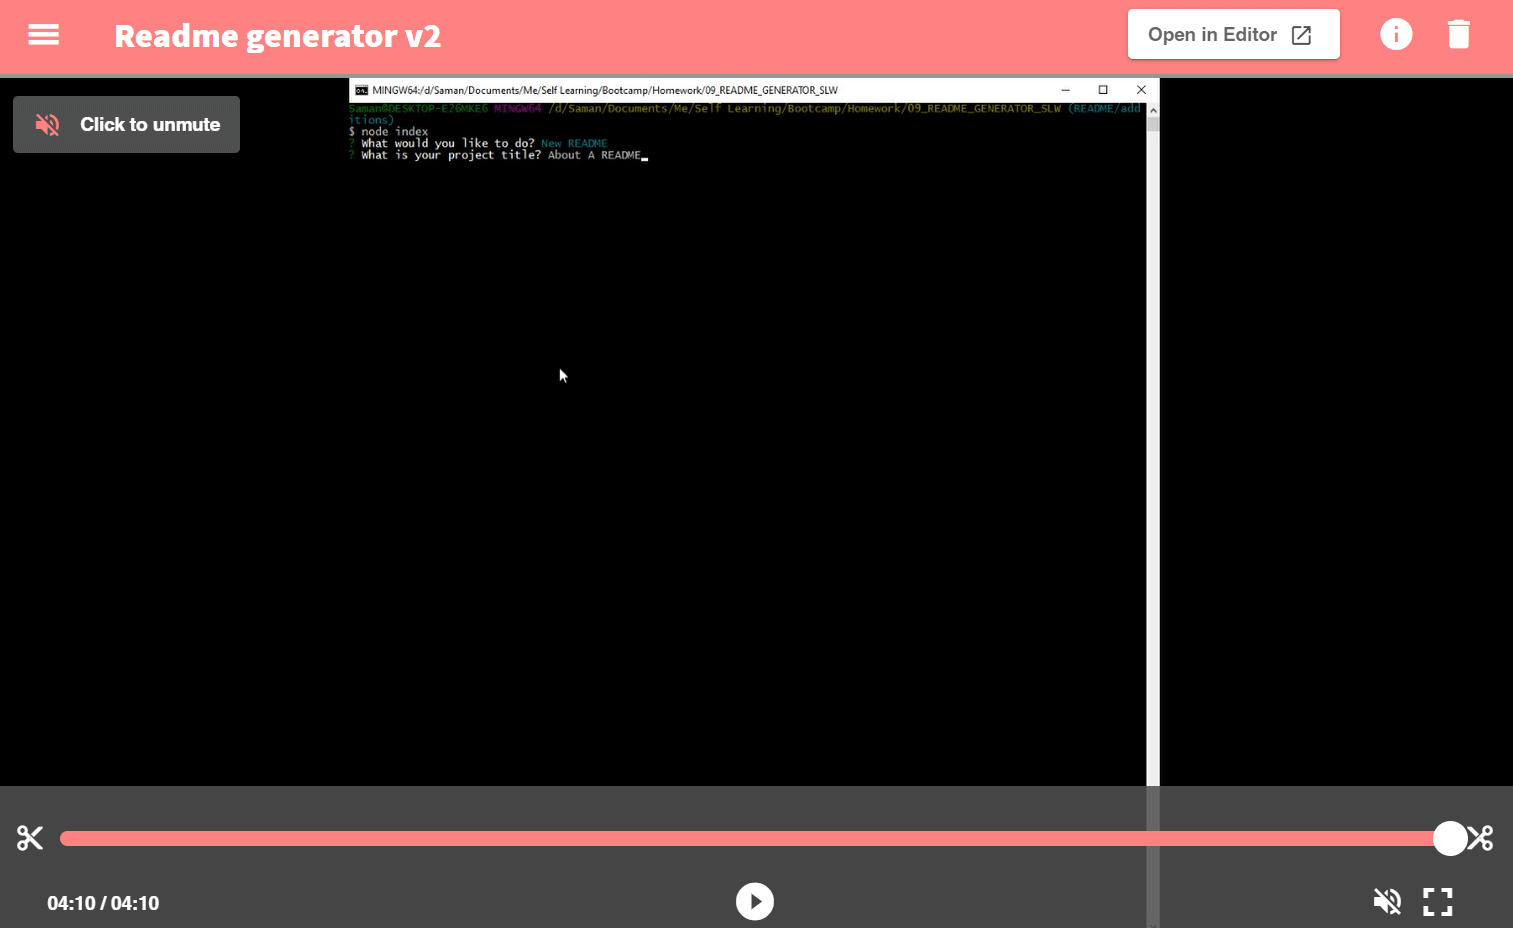 Readme generator v2
Open in Editor
Click to unmute
MINGW64:/d/Saman/Documents/Me/Self Learning/Bootcamp/Homework/09_README_GENERATOR_SLW
Saman@DESKTOP-E26MKE6 MINGW64 /d/Saman/Documents/Me/Self Learning/Bootcamp/Homework/09_README_GENERATOR_SLW (README/add
itions)
$ node index
? What would you like to do? New README
? What is your project title? About A README
04:10 / 04:10